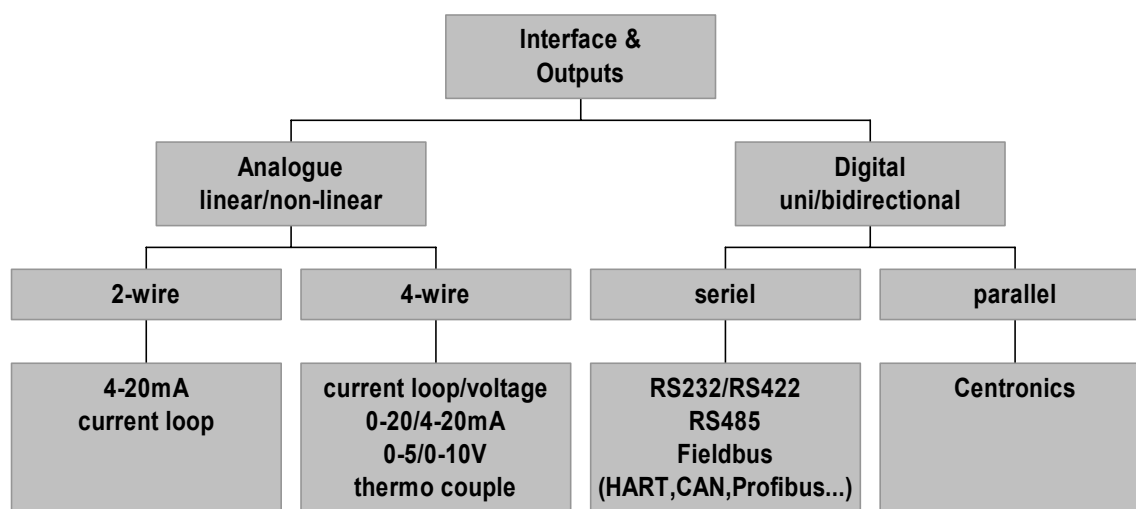 Interface &
Outputs
Analogue
linear/non-linear
Digital
uni/bidirectional
2-wire
4-wire
seriel
parallel
4-20mA
current loop
current loop/voltage
0-20/4-20mA
0-5/0-10V
thermo couple
RS232/RS422
RS485
Fieldbus
(HART,CAN,Profibus...)
Centronics